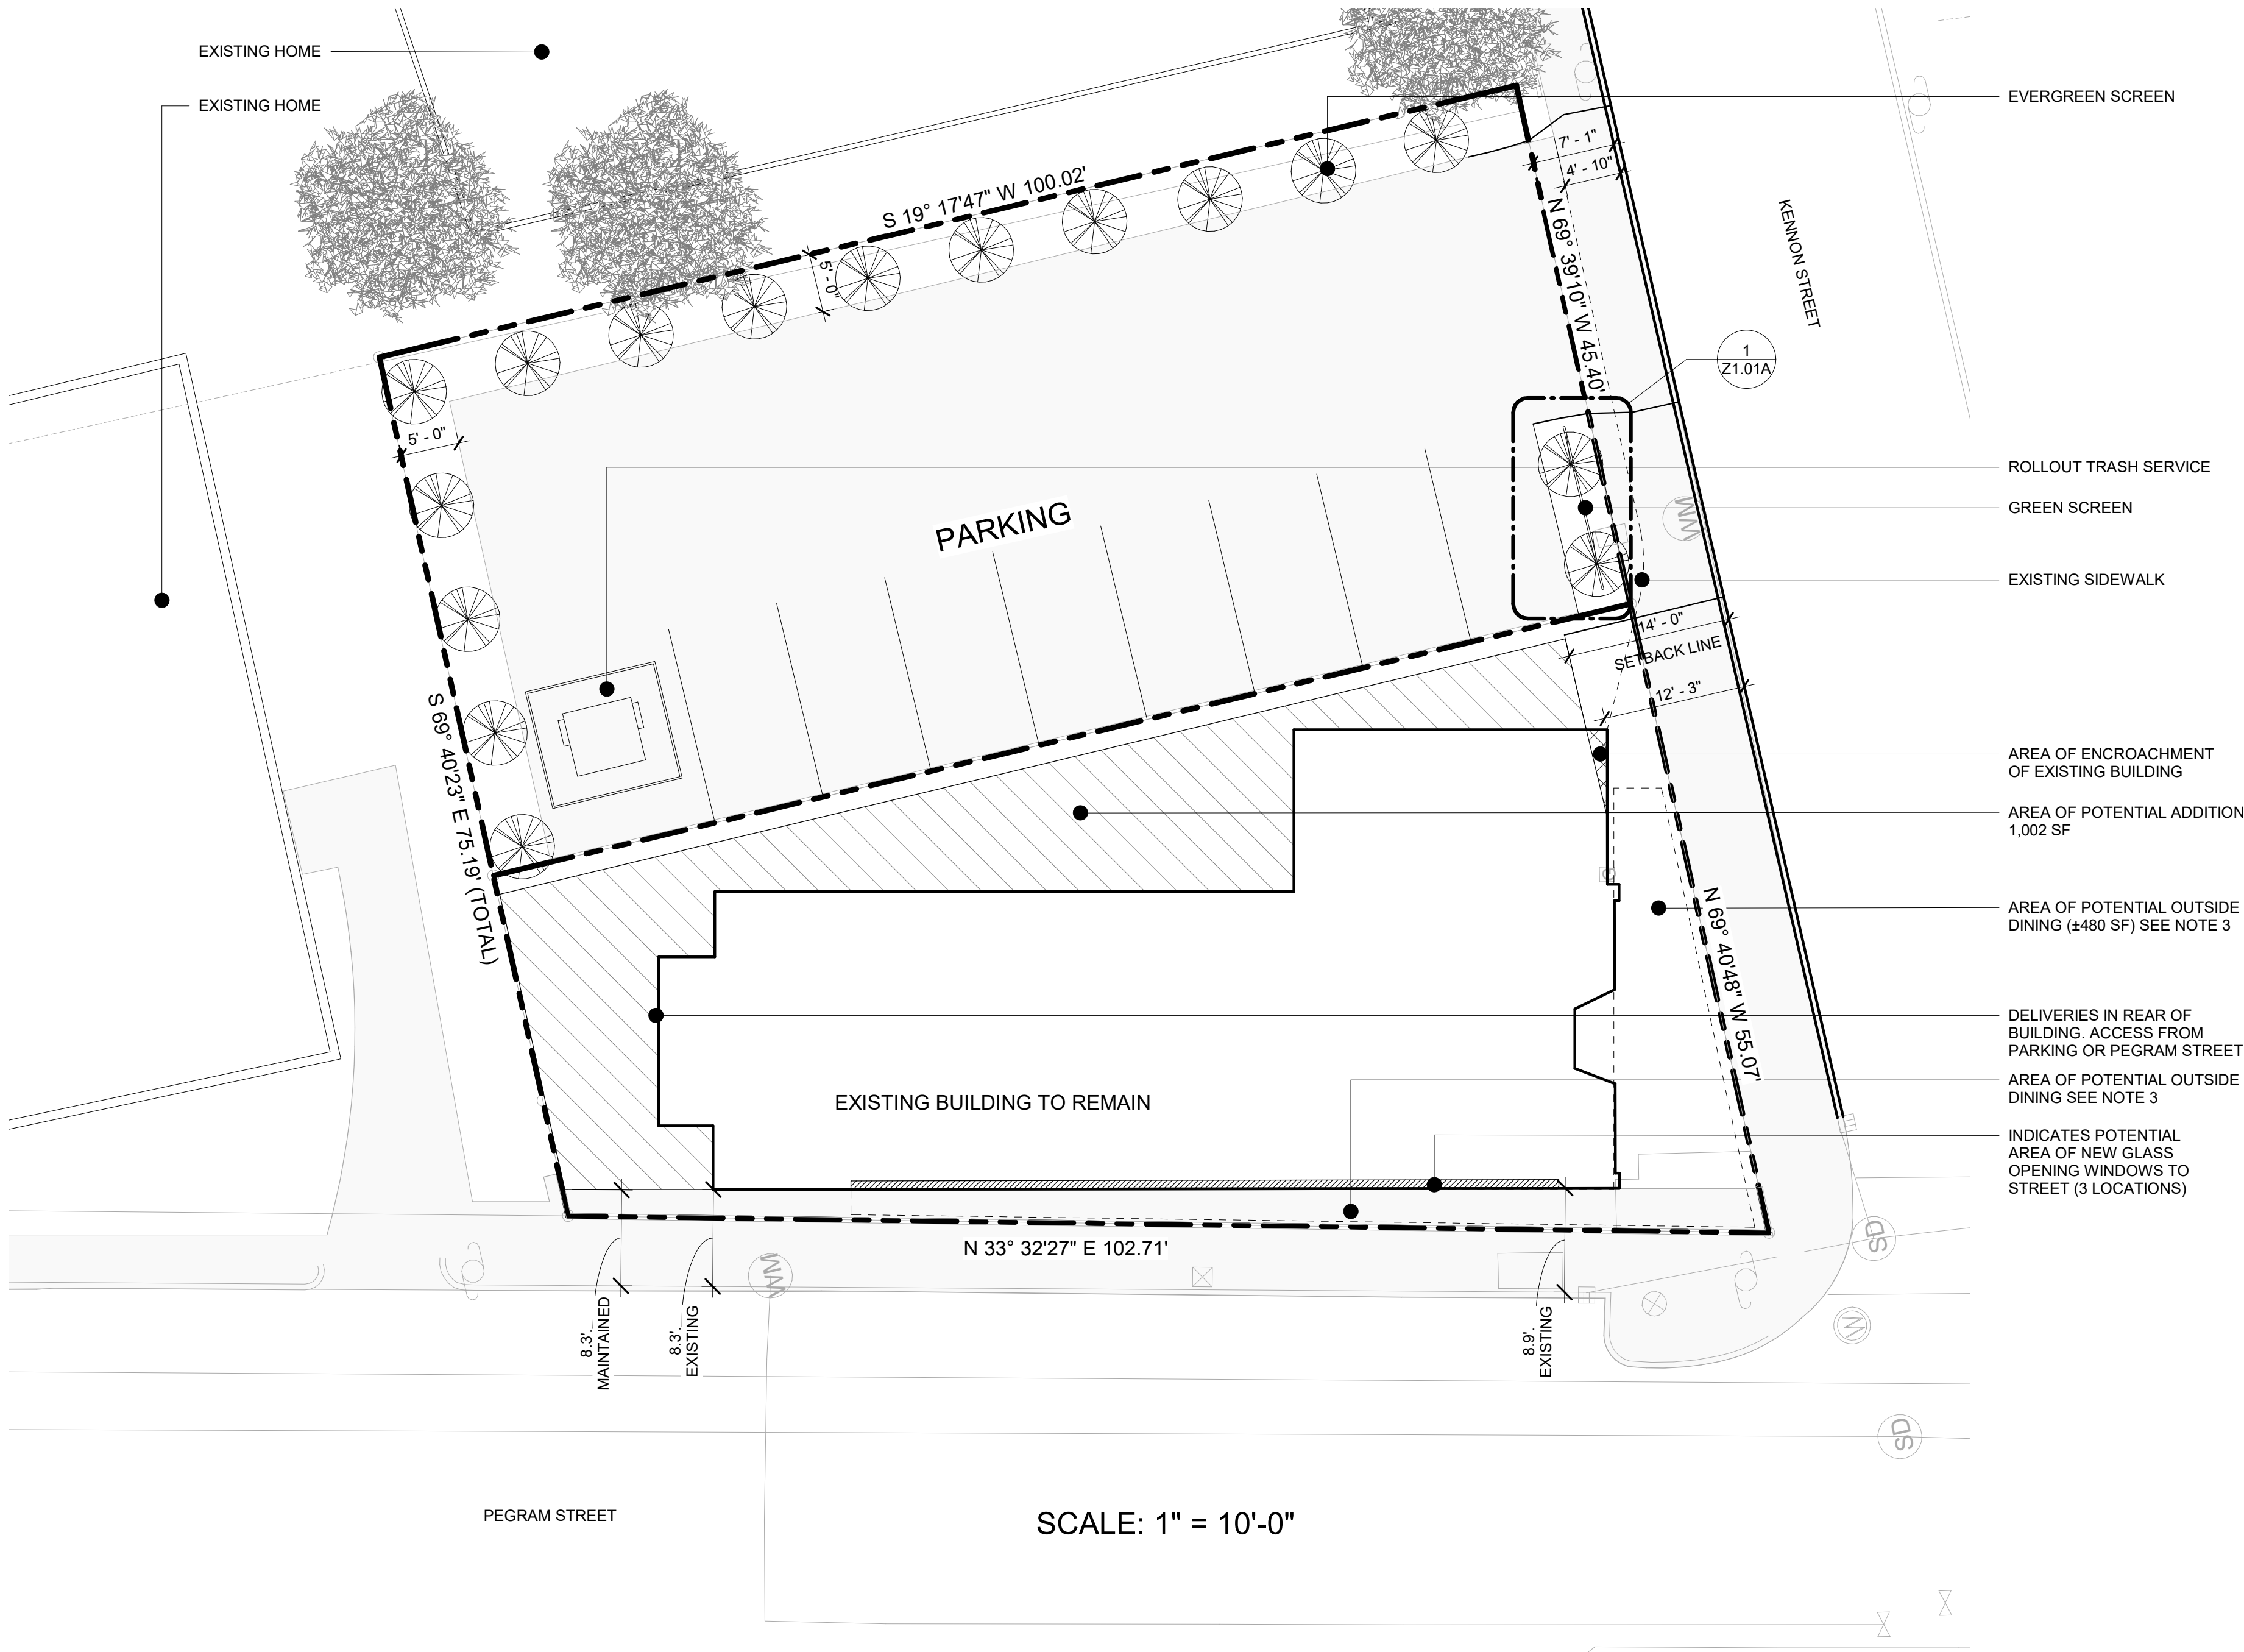 EXISTING HOME
EXISTING HOME
EVERGREEN SCREEN
7' - 1"
4' - 10"
S 19° 17'47" W 100.02'
5' - 0"
N 69° 39'10" W 45.40'
KENNON STREET
1
Z1.01A
5' - 0"
ROLLOUT TRASH SERVICE
GREEN SCREEN
PARKING
WW
EXISTING SIDEWALK
14' - 0"
SETBACK LINE
12' - 3"
S 69° 40'23" E 75.19' (TOTAL)
AREA OF ENCROACHMENT
OF EXISTING BUILDING
AREA OF POTENTIAL ADDITION
1,002 SF
AREA OF POTENTIAL OUTSIDE
DINING (±480 SF) SEE NOTE 3
N 69° 40'48" W 55.07'
DELIVERIES IN REAR OF
BUILDING. ACCESS FROM
PARKING OR PEGRAM STREET
AREA OF POTENTIAL OUTSIDE
DINING SEE NOTE 3
EXISTING BUILDING TO REMAIN
INDICATES POTENTIAL
AREA OF NEW GLASS
OPENING WINDOWS TO
STREET (3 LOCATIONS)
N 33° 32'27" E 102.71'
SD
WW
W
8.3'.
MAINTAINED
8.3'.
EXISTING
8.9'.
EXISTING
SD
PEGRAM STREET
SCALE: 1" = 10'-0"